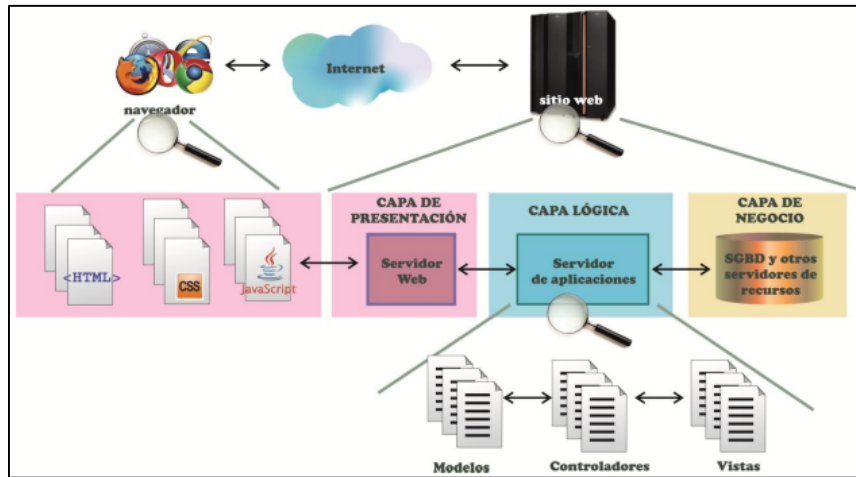 Internet
navegador
sitio web
CAPA DE
PRESENTACIÓN
CAPA LÓGICA
CAPA DE
NEGOCIO
<HTML>
CSS
JavaScript
Servidor
Web
Servidor
de aplicaciones
SGBD y otros
servidores de
recursos
Modelos
Controladores
Vistas